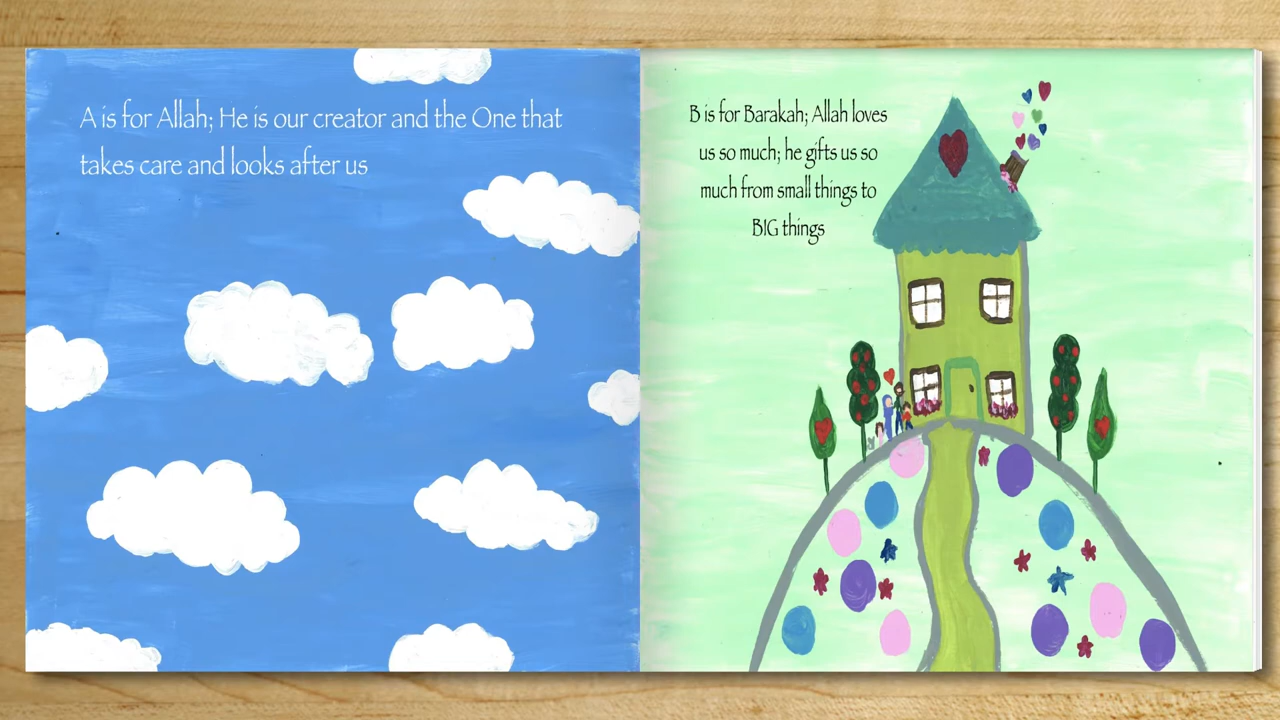 A is for Allah; He is our creator and the One that
takes care and looks after us
B is for Barakah; Allah loves
us so much; he gifts us so
much from small things to
BIG things